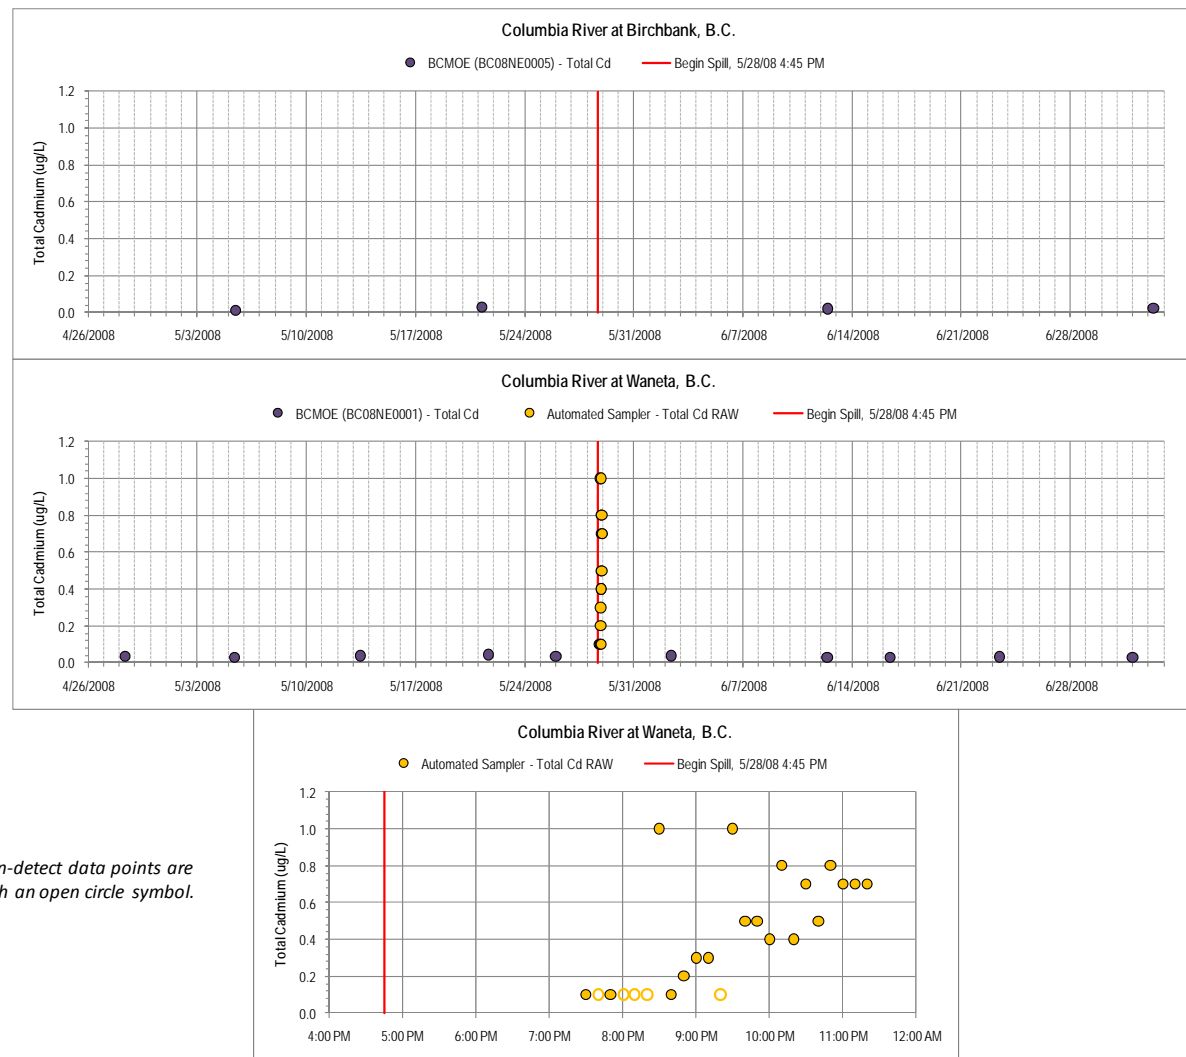 Columbia River at Birchbank, B.C.
BCMOE (BC08NE0005) - Total Cd Begin Spill, 5/28/08 4:45 PM
Total Cadmium (ug/L)
1.2
1.0
0.8
0.6
0.4
0.2
0.0
4/26/2008 5/3/2008 5/10/2008 5/17/2008 5/24/2008 5/31/2008 6/7/2008 6/14/2008 6/21/2008 6/28/2008
Columbia River at Waneta, B.C.
BCMOE (BC08NE0001) - Total Cd Automated Sampler - Total Cd RAW Begin Spill, 5/28/08 4:45 PM
Total Cadmium (ug/L)
1.2
1.0
0.8
0.6
0.4
0.2
0.0
4/26/2008 5/3/2008 5/10/2008 5/17/2008 5/24/2008 5/31/2008 6/7/2008 6/14/2008 6/21/2008 6/28/2008
Columbia River at Waneta, B.C.
Automated Sampler - Total Cd RAW Begin Spill, 5/28/08 4:45 PM
Total Cadmium (ug/L)
1.2
1.0
0.8
0.6
0.4
0.2
0.0
4:00 PM 5:00 PM 6:00 PM 7:00 PM 8:00 PM 9:00 PM 10:00 PM 11:00 PM 12:00 AM
n-detect data points are
h an open circle symbol.